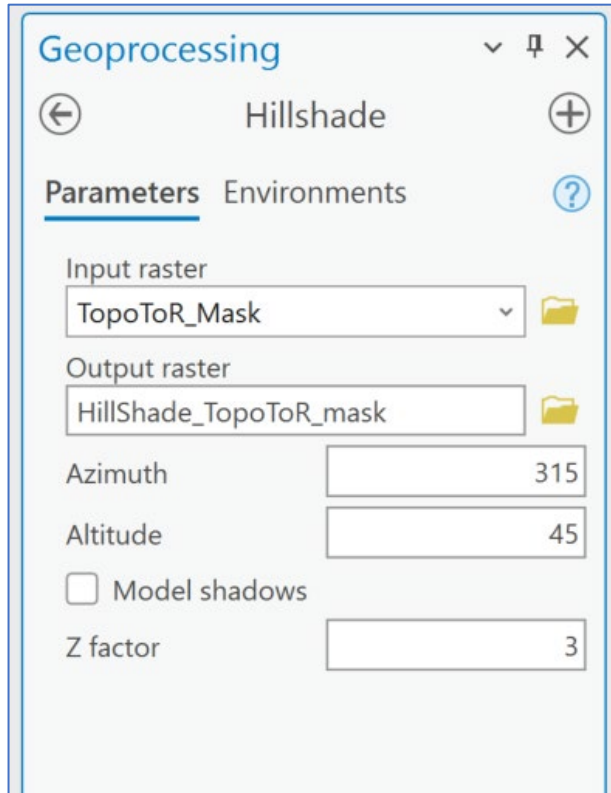 Geoprocessing
Hillshade
Parameters Environments
Input raster
TopoToR_Mask
Output raster
HillShade_TopoToR_mask
Azimuth 315
Altitude 45
Model shadows
Z factor 3